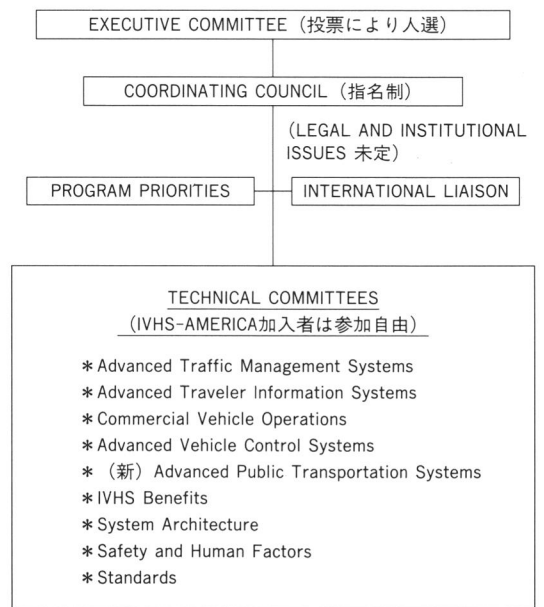 EXECUTIVE COMMITTEE（投票により人選）
COORDINATING COUNCIL（指名制）
（LEGAL AND INSTITUTIONAL
ISSUES 未定）
PROGRAM PRIORITIES
INTERNATIONAL LIAISON
TECHNICAL COMMITTEES
（IVHS-AMERICA加入者は参加自由）
＊Advanced Traffic Management Systems
＊Advanced Traveler Information Systems
＊Commercial Vehicle Operations
＊Advanced Vehicle Control Systems
＊（新）Advanced Public Transportation Systems
＊IVHS Benefits
＊System Architecture
＊Safety and Human Factors
＊Standards